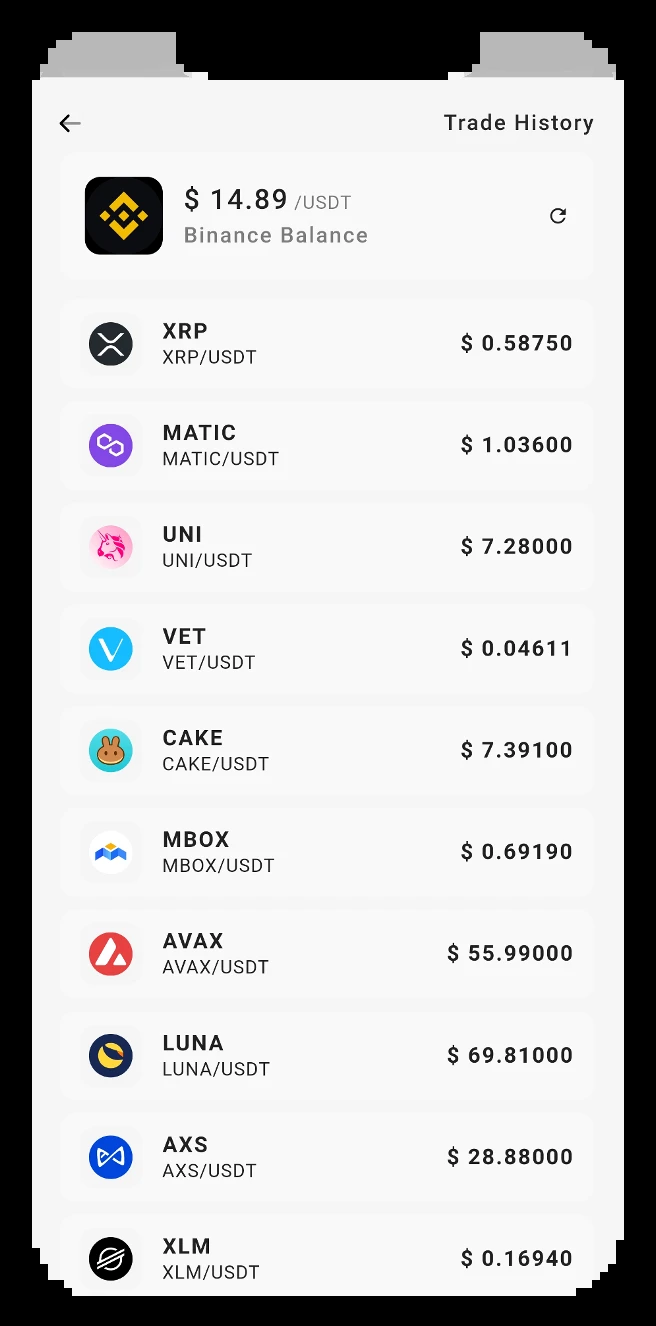 Trade History
$ 14.89 /USDT
Binance Balance
XRP
XRP/USDT
$ 0.58750
MATIC
MATIC/USDT
$ 1.03600
UNI
UNI/USDT
$ 7.28000
VET
VET/USDT
$ 0.04611
CAKE
CAKE/USDT
$ 7.39100
MBOX
MBOX/USDT
$ 0.69190
AVAX
AVAX/USDT
$ 55.99000
LUNA
LUNA/USDT
$ 69.81000
AXS
AXS/USDT
$ 28.88000
XLM
XLM/USDT
$ 0.16940